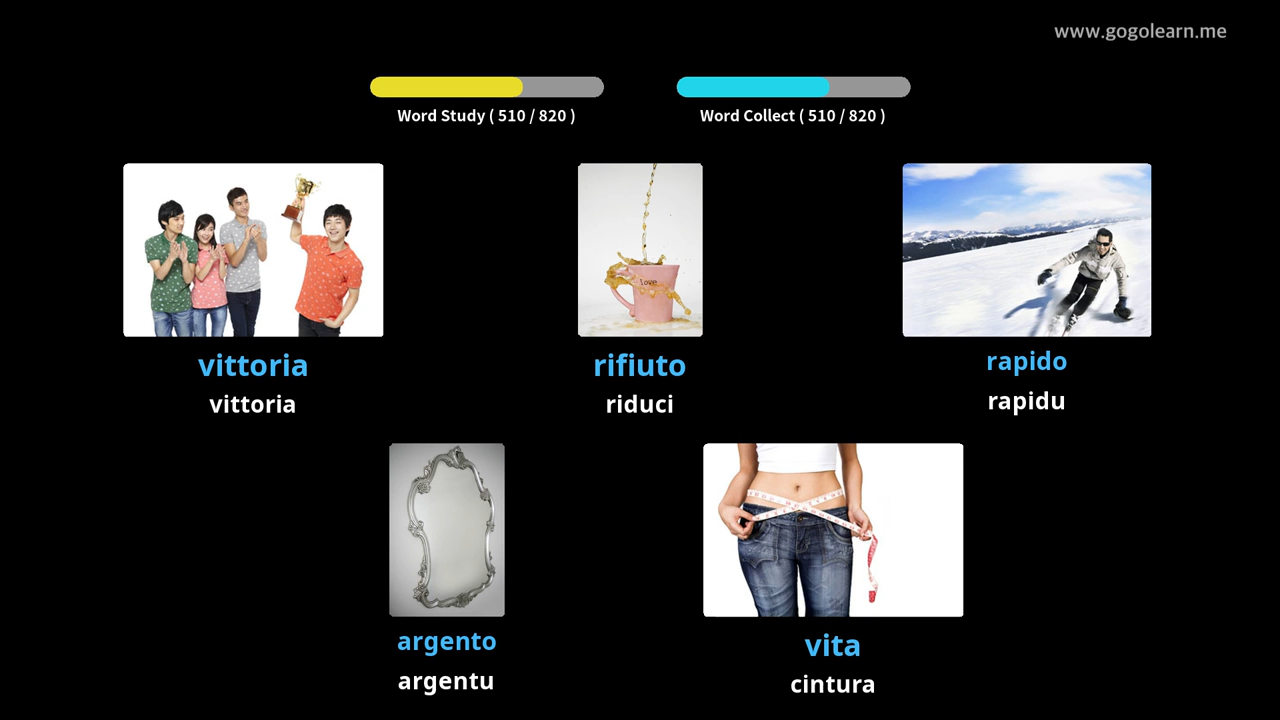 www.gogolearn.me
Word Study ( 510 / 820 )
Word Collect ( 510 / 820 )
love
vittoria
vittoria
rifiuto
riduci
rapido
rapidu
argento
argentu
vita
cintura